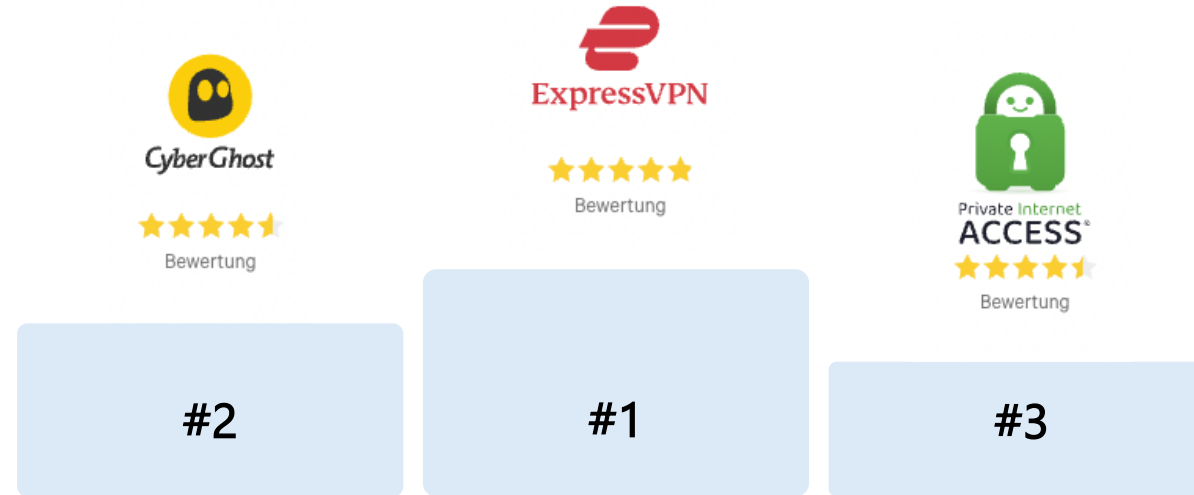 CyberGhost
Bewertung
#2
ExpressVPN
Bewertung
#1
Private Internet
ACCESS®
Bewertung
#3